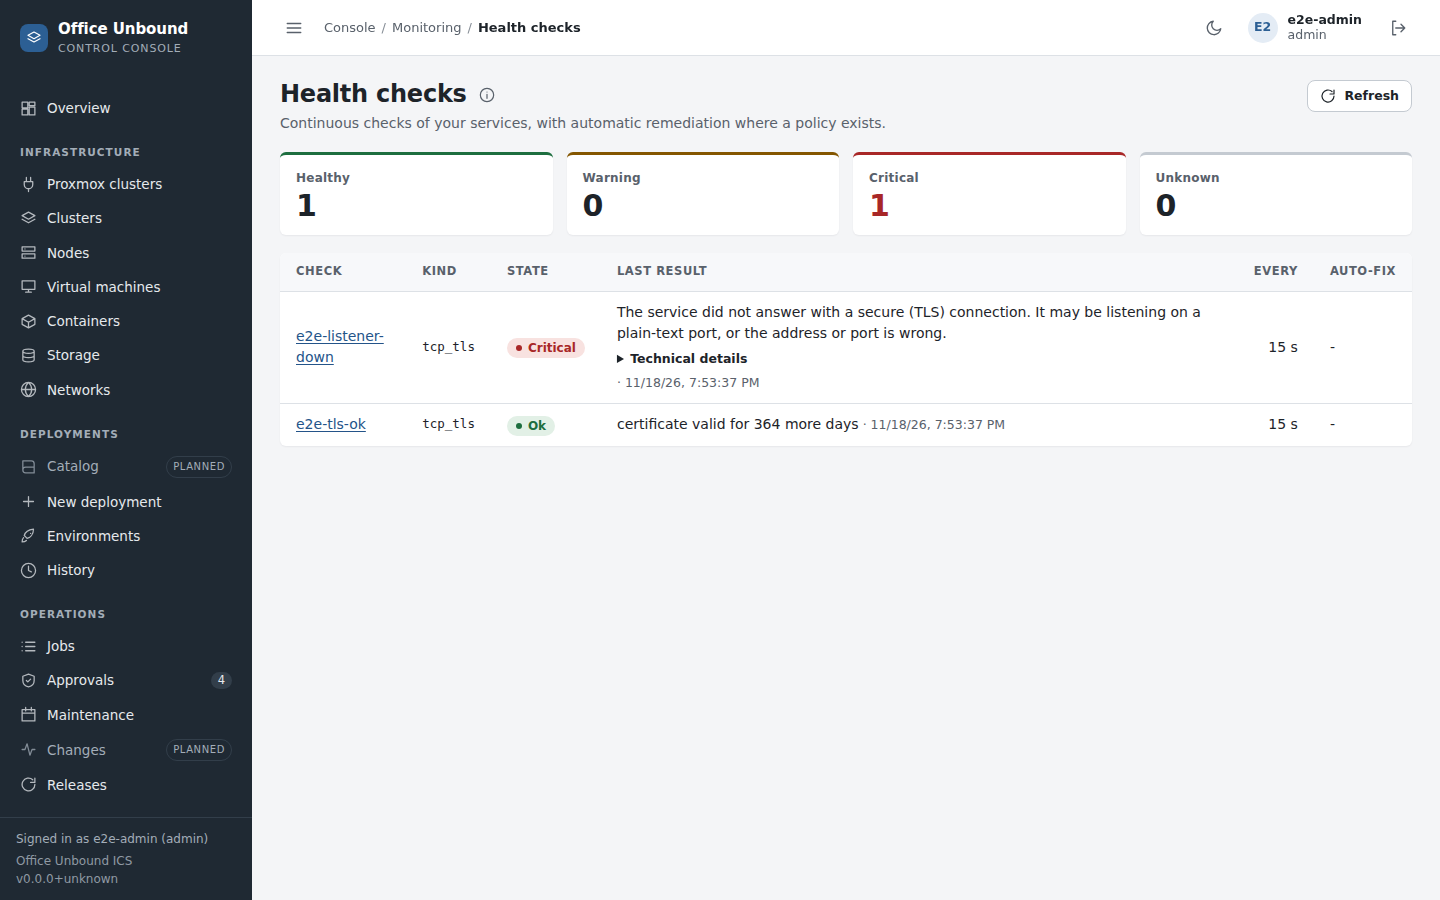 Office Unbound
CONTROL CONSOLE
Overview
INFRASTRUCTURE
Proxmox clusters
Clusters
Nodes
Virtual machines
Containers
Storage
Networks
DEPLOYMENTS
Catalog PLANNED
New deployment
Environments
History
OPERATIONS
Jobs
Approvals 4
Maintenance
Changes PLANNED
Releases
Signed in as e2e-admin (admin)
Office Unbound ICS
v0.0.0+unknown
Console / Monitoring / Health checks
E2 e2e-admin
admin
Health checks
Refresh
Continuous checks of your services, with automatic remediation where a policy exists.
Healthy
1
Warning
0
Critical
1
Unknown
0
CHECK KIND STATE LAST RESULT EVERY AUTO-FIX
e2e-listener-
down
tcp_tls
Critical
The service did not answer with a secure (TLS) connection. It may be listening on a
plain-text port, or the address or port is wrong.
Technical details
· 11/18/26, 7:53:37 PM
15 s -
e2e-tls-ok tcp_tls Ok certificate valid for 364 more days · 11/18/26, 7:53:37 PM 15 s -